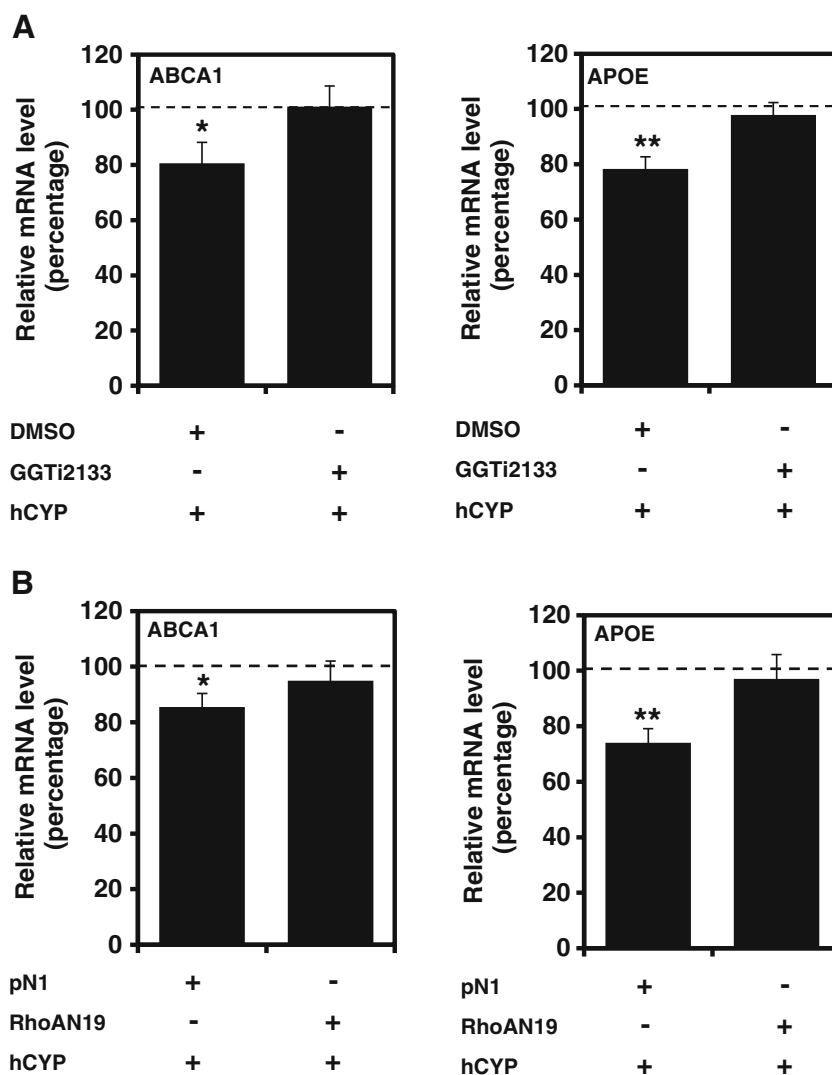 A
Relative mRNA level
(percentage)
120
100
80
60
40
20
0
ABCA1
*
DMSO + -
GGTi2133 - +
hCYP + +
Relative mRNA level
(percentage)
120
100
80
60
40
20
0
APOE
**
DMSO + -
GGTi2133 - +
hCYP + +
B
Relative mRNA level
(percentage)
120
100
80
60
40
20
0
ABCA1
*
pN1 + -
RhoAN19 - +
hCYP + +
Relative mRNA level
(percentage)
120
100
80
60
40
20
0
APOE
**
pN1 + -
RhoAN19 - +
hCYP + +